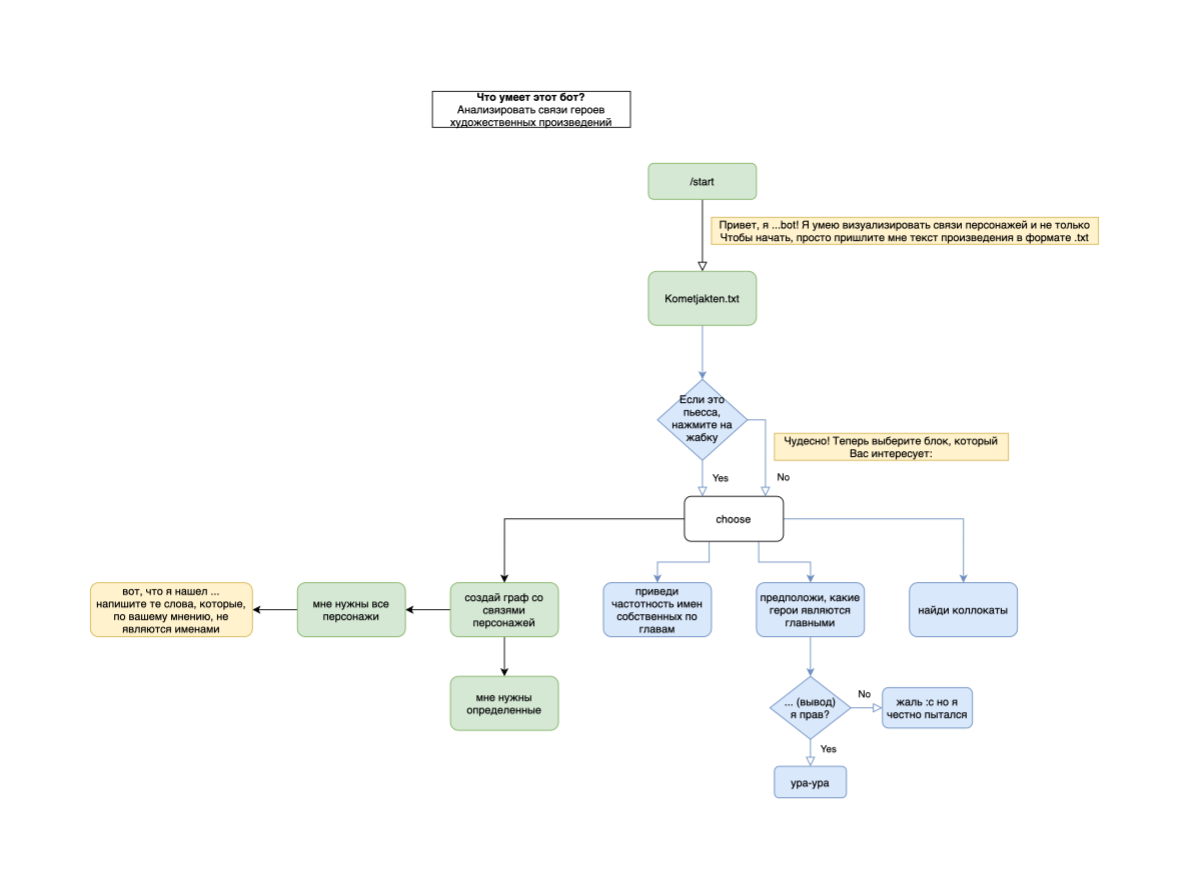 Что умеет этот бот?
Анализировать связи героев
художественных произведений
/start
Привет, я ...bot! Я умею визуализировать связи персонажей и не только
Чтобы начать, просто пришлите мне текст произведения в формате .txt
Kometjakten.txt
Если это
пьесса,
нажмите на
жабку
Чудесно! Теперь выберите блок, который
Вас интересует:
Yes
No
choose
вот, что я нашел ...
напишите те слова, которые,
по вашему мнению, не
являются именами
мне нужны все
персонажи
создай граф со
связями
персонажей
приведи
частотность имен
собственных по
главам
предположи, какие
герои являются
главными
найди коллокаты
мне нужны
определенные
... (вывод)
я прав?
No
жаль :с но я
честно пытался
Yes
ура-ура